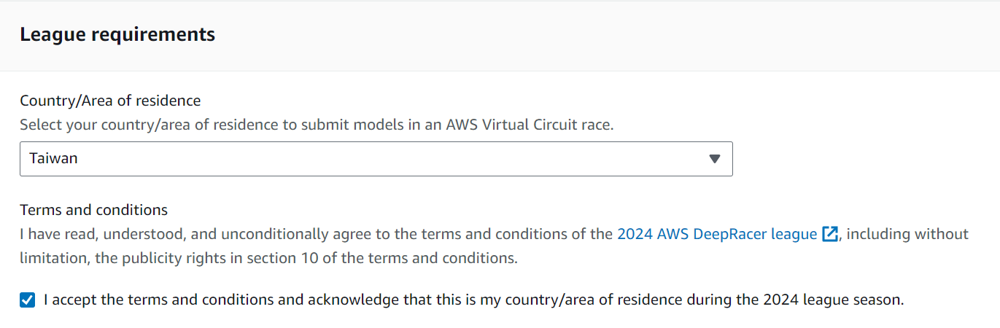 League requirements
Country/Area of residence
Select your country/area of residence to submit models in an AWS Virtual Circuit race.
Taiwan
Terms and conditions
I have read, understood, and unconditionally agree to the terms and conditions of the 2024 AWS DeepRacer league , including without
limitation, the publicity rights in section 10 of the terms and conditions.
I accept the terms and conditions and acknowledge that this is my country/area of residence during the 2024 league season.